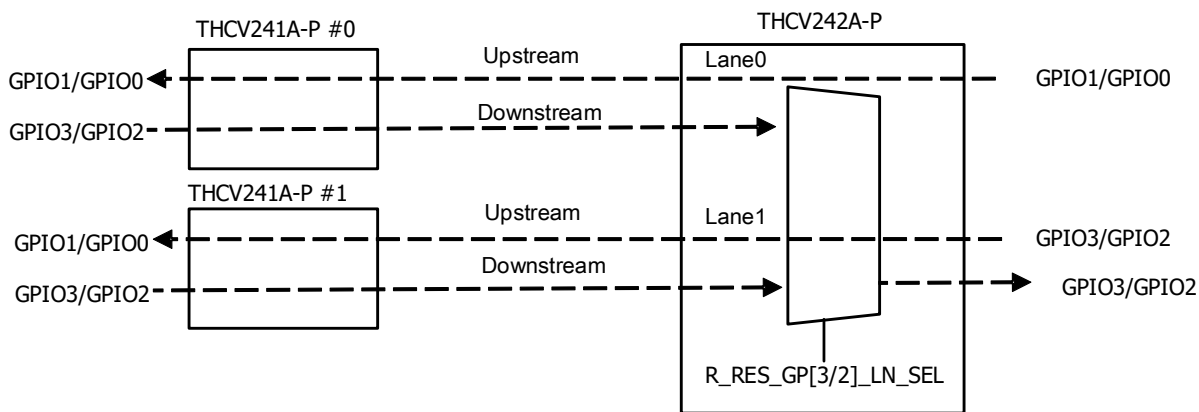 THCV242A-P
THCV241A-P #0
Upstream
Lane0
GPIO1/GPIO0
GPIO1/GPIO0
Downstream
GPIO3/GPIO2
THCV241A-P #1
Upstream
Lane1
GPIO1/GPIO0
GPIO3/GPIO2
Downstream
GPIO3/GPIO2
GPIO3/GPIO2
R_RES_GP[3/2]_LN_SEL